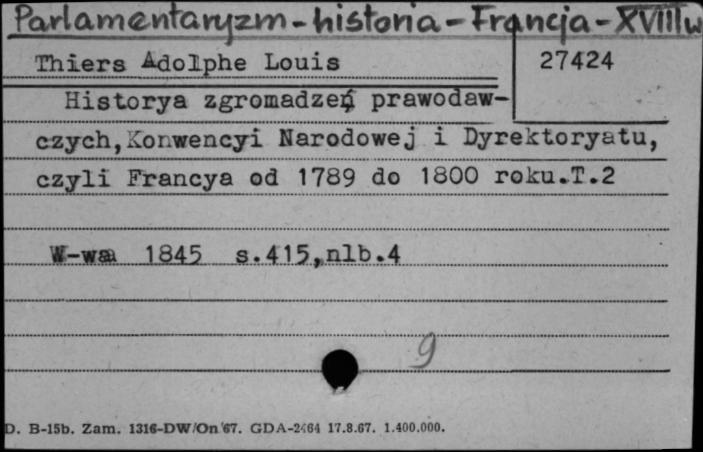 Parlamentaryzm-historia-Francja-XVIIIw
Thiers Adolphe Louis 27424
Historya zgromadzeń prawodaw-
czych,Konwencyi Narodowej i Dyrektoryatu,
czyli Francya od 1789 do 1800 roku.T.2
W-wa 1845 s.415,nlb.4
9
D. B-15b. Zam. 1316-DW/On'67. GDA-2464 17.8.67. 1.400.000.